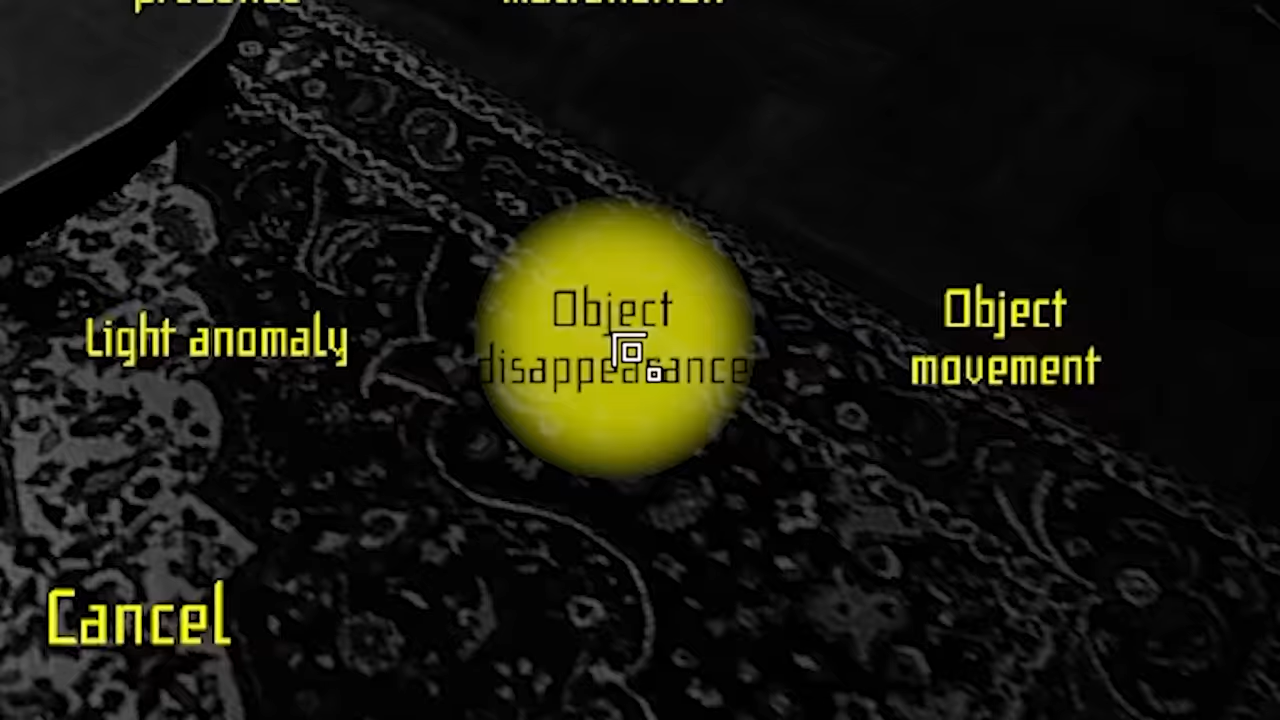 Light anomaly
Object
disappearance
Object
movement
Cancel